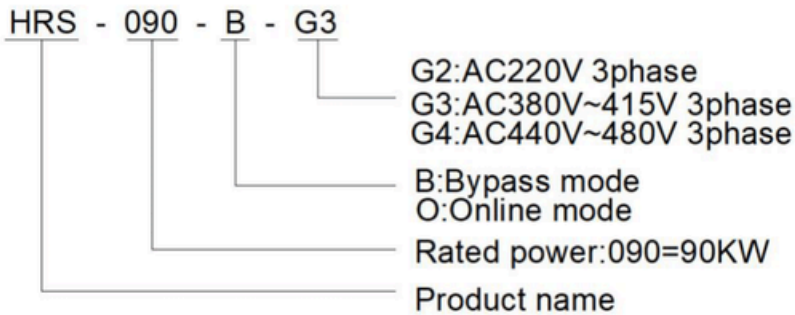 HRS - 090 - B - G3
G2:AC220V 3phase
G3:AC380V~415V 3phase
G4:AC440V~480V 3phase
B:Bypass mode
O:Online mode
Rated power:090=90KW
Product name